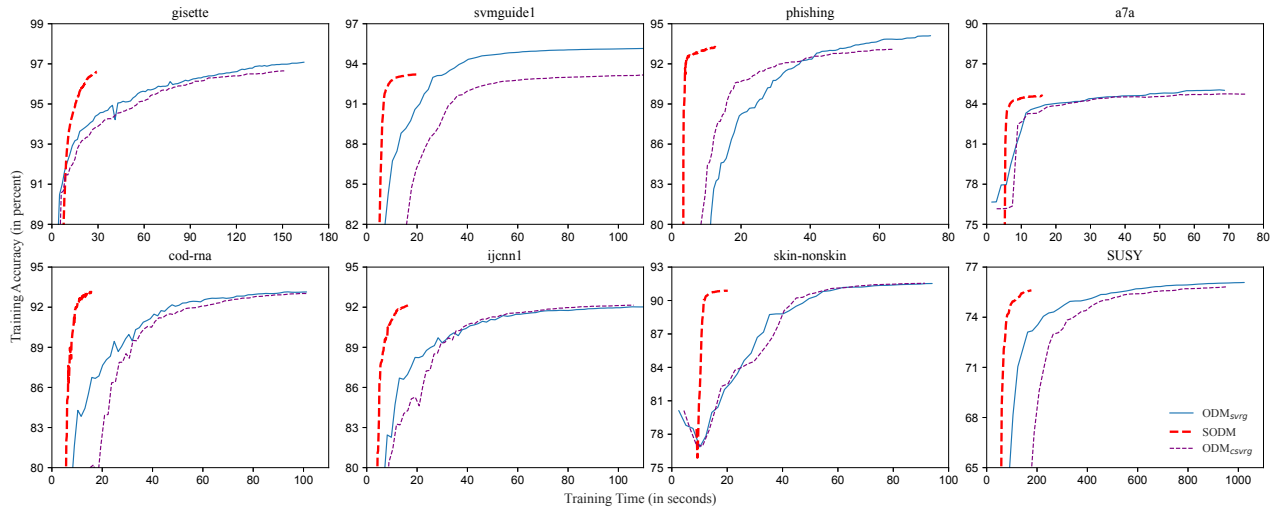 gisette
svmguide1
phishing
a7a
99
97
95
93
91
89
0 30 60 90 120 150 180
97
94
91
88
85
82
0 20 40 60 80 100
95
92
89
86
83
80
0 20 40 60 80
90
87
84
81
78
75
0 10 20 30 40 50 60 70 80
Training Accuracy (in percent)
cod-rna
ijcnn1
skin-nonskin
SUSY
95
92
89
86
83
80
0 20 40 60 80 100
95
92
89
86
83
80
0 20 40 60 80 100
93
90
87
84
81
78
75
0 20 40 60 80 100
77
74
71
68
65
0 200 400 600 800 1000
ODMsvrg
SODM
ODMcsvrg
Training Time (in seconds)